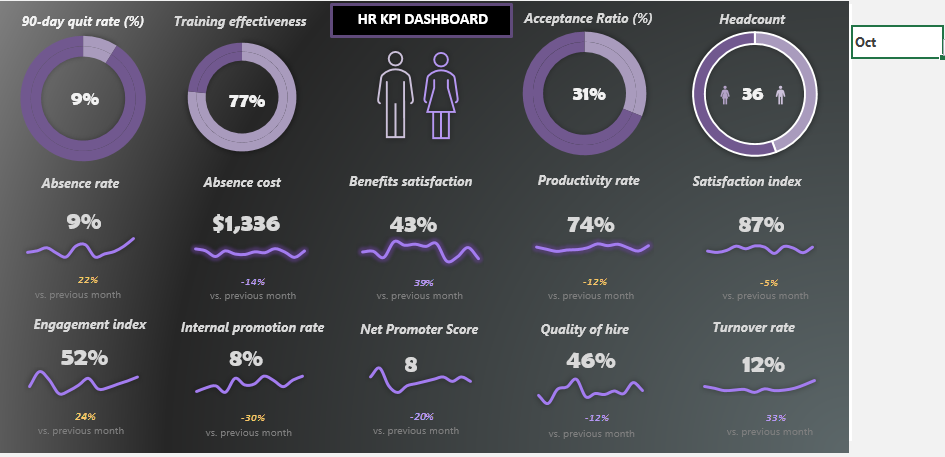 90-day quit rate (%)
Training effectiveness
HR KPI DASHBOARD
Acceptance Ratio (%)
Headcount
Oct
9%
77%
31%
36
Absence rate
Absence cost
Benefits satisfaction
Productivity rate
Satisfaction index
9%
$1,336
43%
74%
87%
22%
-14%
39%
-12%
-5%
vs. previous month
vs. previous month
vs. previous month
vs. previous month
vs. previous month
Engagement index
Internal promotion rate
Net Promoter Score
Quality of hire
Turnover rate
52%
8%
8
46%
12%
24%
-30%
-20%
-12%
33%
vs. previous month
vs. previous month
vs. previous month
vs. previous month
vs. previous month